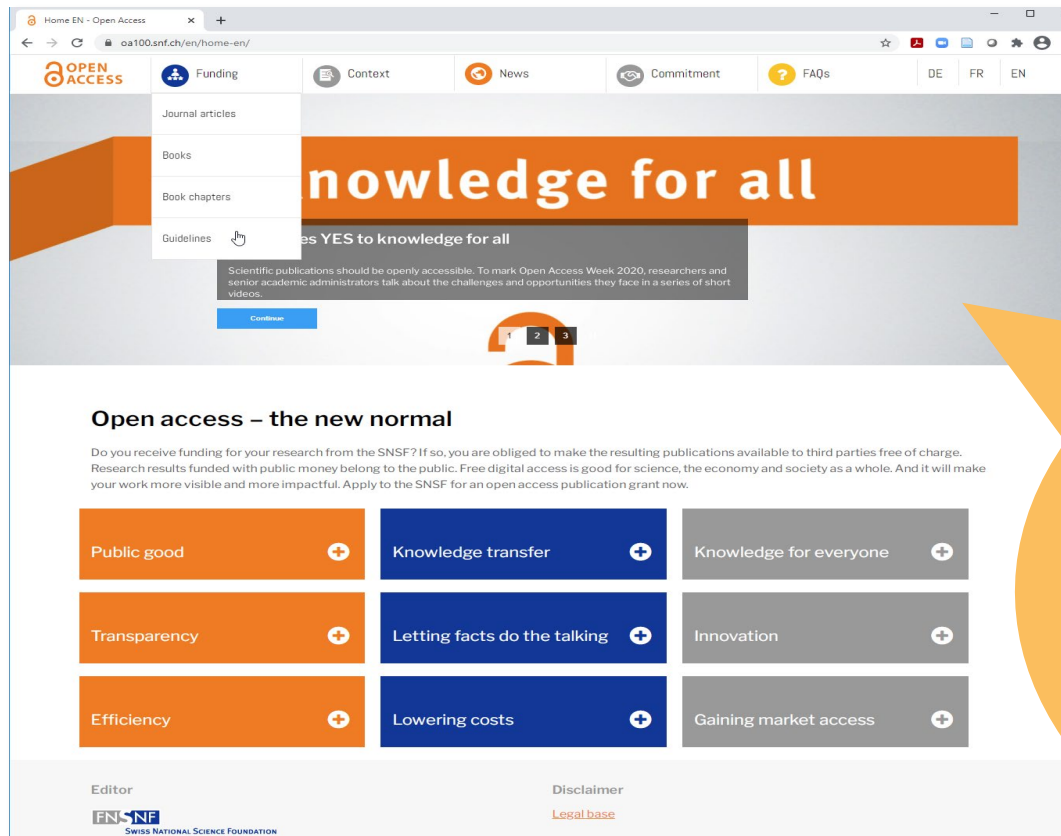 Home EN - Open Access
oa100.snf.ch/en/home-en/
OPEN ACCESS
Funding
Context
News
Commitment
FAQs
DE
FR
EN
Journal articles
Books
Book chapters
Guidelines
nowledge for all
es YES to knowledge for all
Scientific publications should be openly accessible. To mark Open Access Week 2020, researchers and
senior academic administrators talk about the challenges and opportunities they face in a series of short
videos.
Continue
1 2 3
Open access – the new normal
Do you receive funding for your research from the SNSF? If so, you are obliged to make the resulting publications available to third parties free of charge.
Research results funded with public money belong to the public. Free digital access is good for science, the economy and society as a whole. And it will make
your work more visible and more impactful. Apply to the SNSF for an open access publication grant now.
Public good
Knowledge transfer
Knowledge for everyone
Transparency
Letting facts do the talking
Innovation
Efficiency
Lowering costs
Gaining market access
Editor
Disclaimer
FNSNF
SWISS NATIONAL SCIENCE FOUNDATION
Legal base